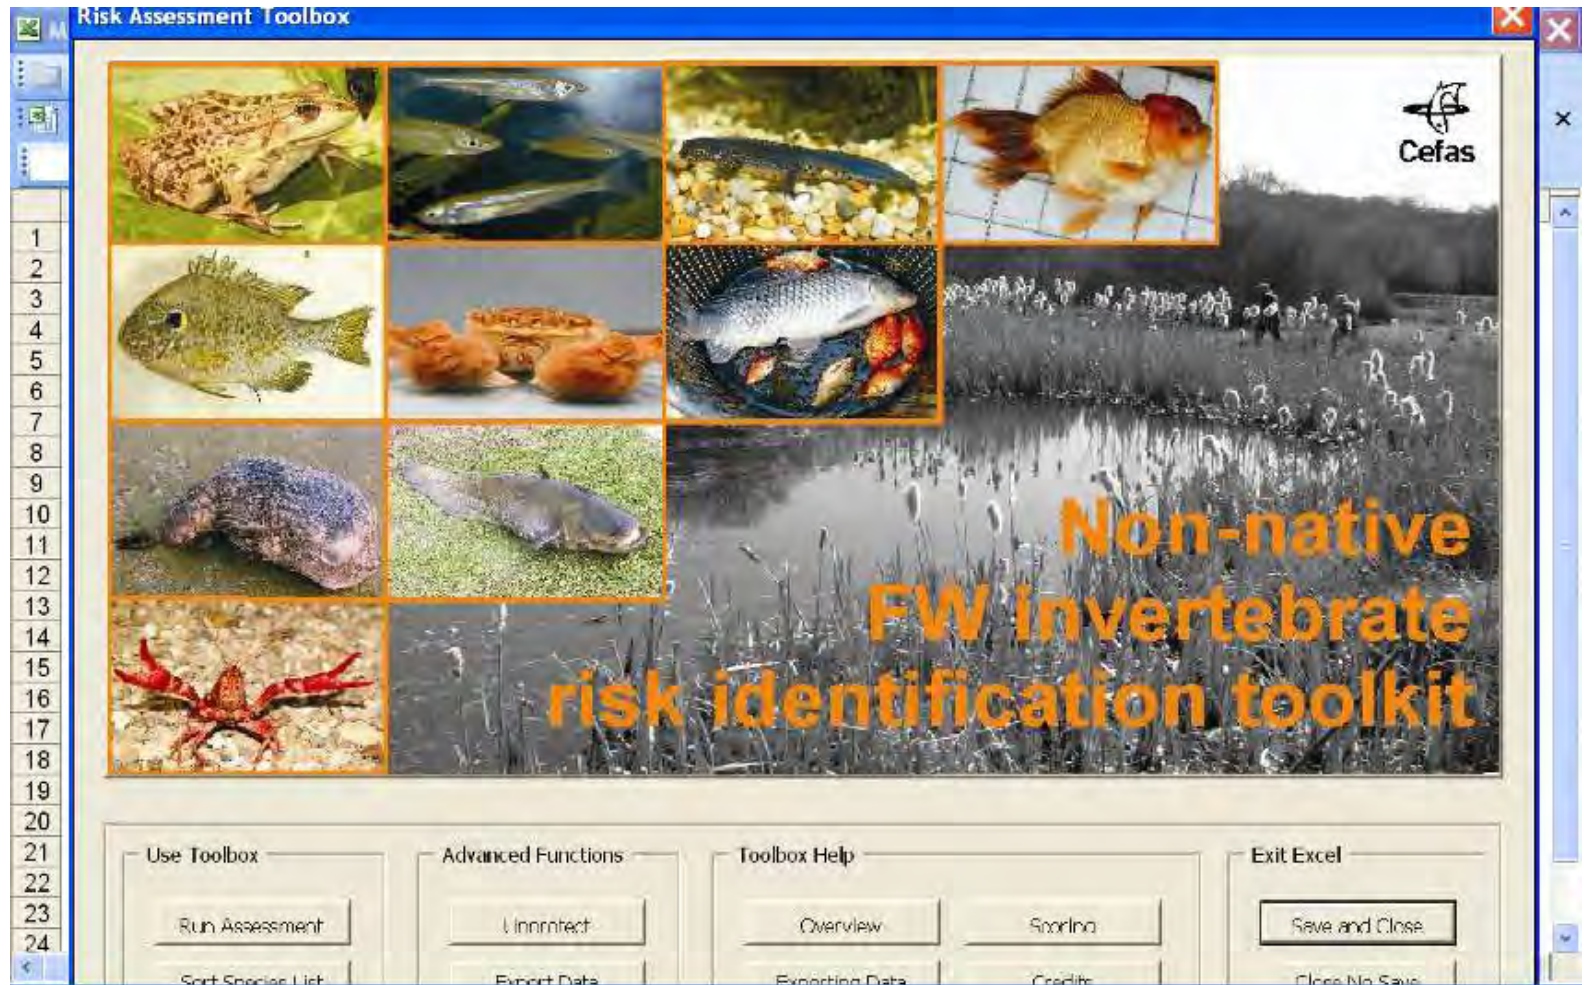 Risk Assessment Toolbox
Cefas
Non-native
FW invertebrate
risk identification toolkit
1
2
3
4
5
6
7
8
9
10
11
12
13
14
15
16
17
18
19
20
21
22
23
24
Use Toolbox
Advanced Functions
Toolbox Help
Exit Excel
Run Assessment
Unprotect
Overview
Scoring
Save and Close
Sort Species List
Export Data
Exporting Data
Credits
Close No Save